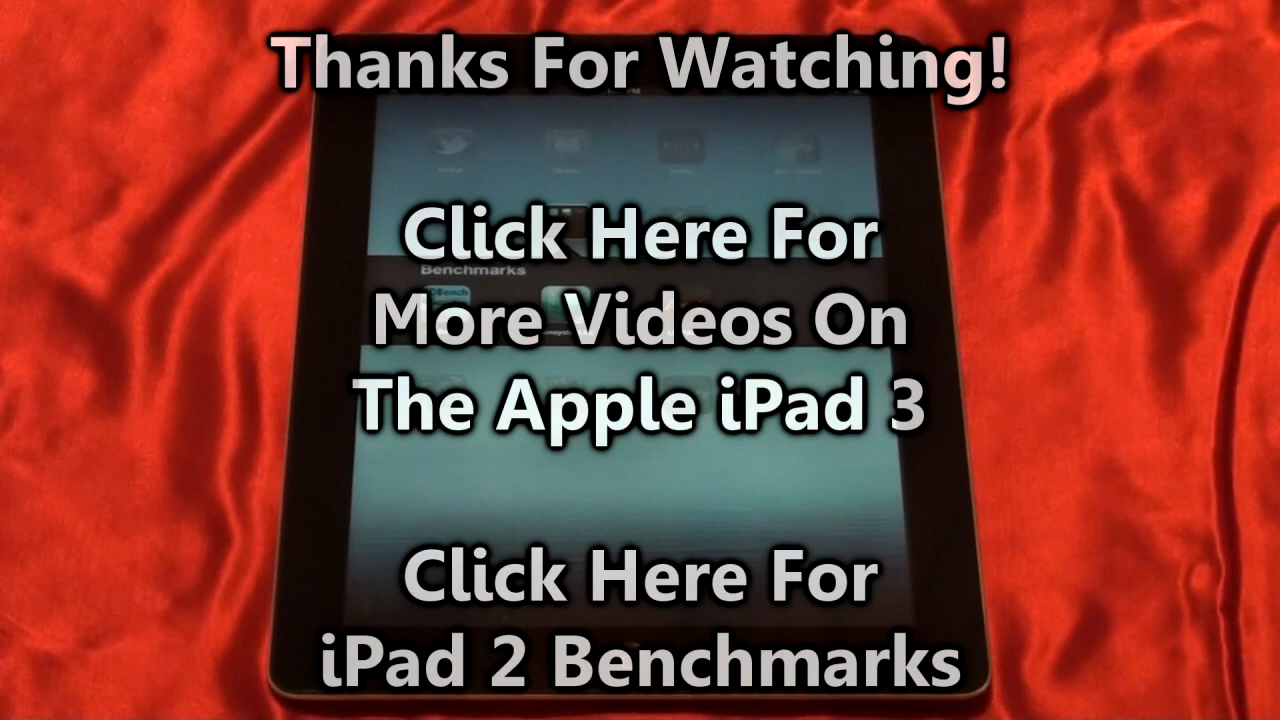 Thanks For Watching!
Click Here For
Benchmarks
More Videos On
The Apple iPad 3
Click Here For
iPad 2 Benchmarks